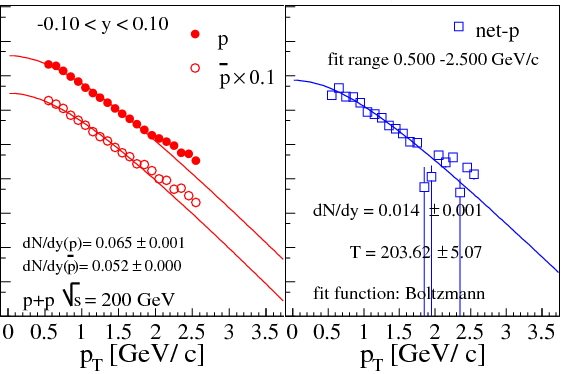 -0.10 < y < 0.10
p
p̄ × 0.1
dN/dy(p)= 0.065 ± 0.001
dN/dy(p̄)= 0.052 ± 0.000
p+p √s = 200 GeV
0 0.5 1 1.5 2 2.5 3 3.5
p_T [GeV/ c]
net-p
fit range 0.500 -2.500 GeV/c
dN/dy = 0.014 ± 0.001
T = 203.62 ± 5.07
fit function: Boltzmann
0 0.5 1 1.5 2 2.5 3 3.5
p_T [GeV/ c]